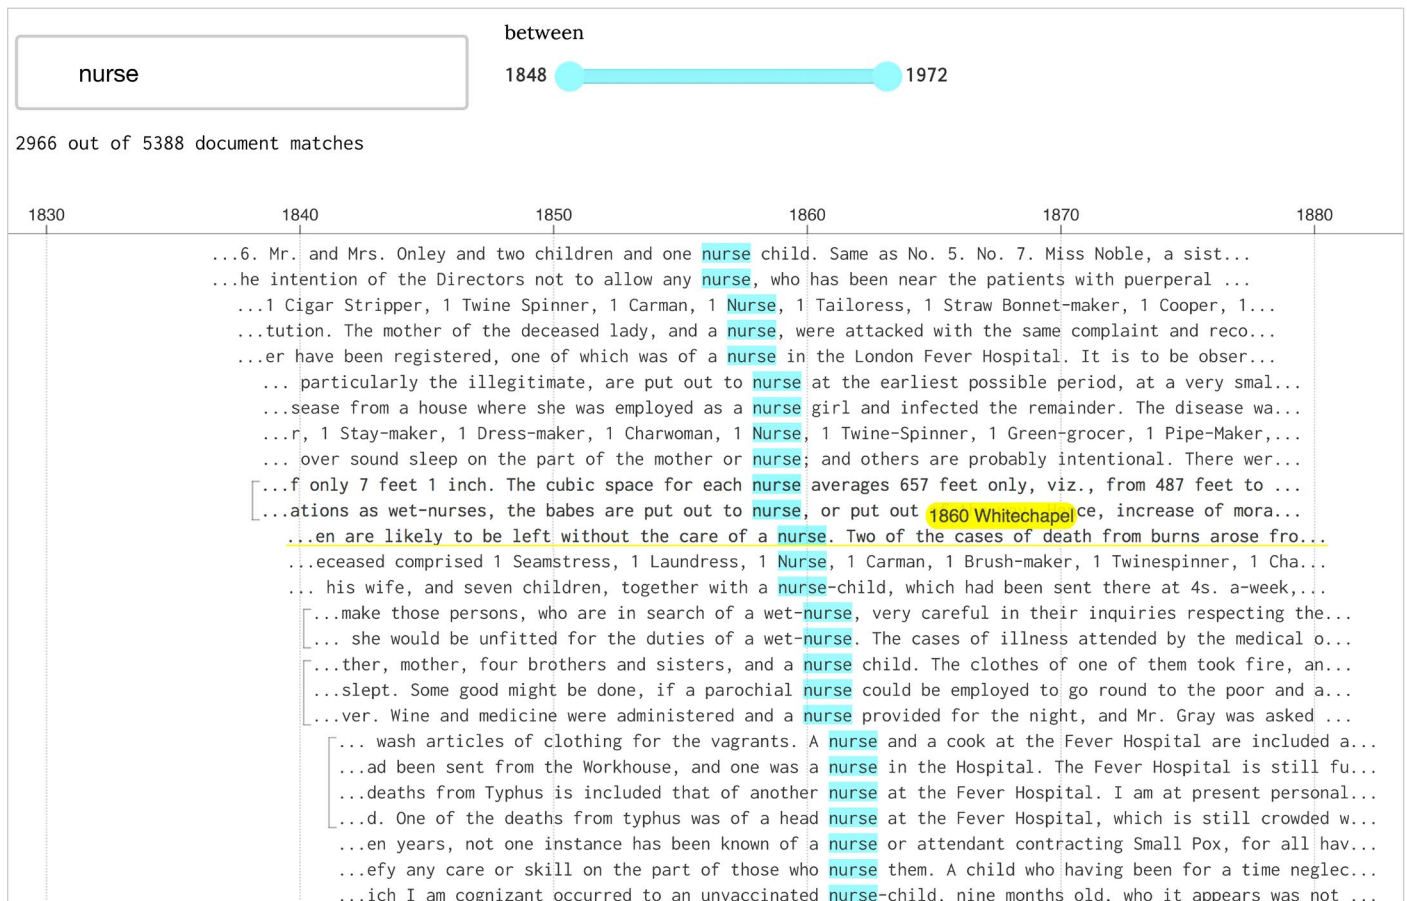 between
nurse
1848 1972
2966 out of 5388 document matches
1830 1840 1850 1860 1870 1880
...6. Mr. and Mrs. Onley and two children and one nurse child. Same as No. 5. No. 7. Miss Noble, a sist...
...he intention of the Directors not to allow any nurse, who has been near the patients with puerperal ...
...1 Cigar Stripper, 1 Twine Spinner, 1 Carman, 1 Nurse, 1 Tailoress, 1 Straw Bonnet-maker, 1 Cooper, 1...
...tution. The mother of the deceased lady, and a nurse, were attacked with the same complaint and reco...
...er have been registered, one of which was of a nurse in the London Fever Hospital. It is to be obser...
... particularly the illegitimate, are put out to nurse at the earliest possible period, at a very smal...
...sease from a house where she was employed as a nurse girl and infected the remainder. The disease wa...
...r, 1 Stay-maker, 1 Dress-maker, 1 Charwoman, 1 Nurse, 1 Twine-Spinner, 1 Green-grocer, 1 Pipe-Maker,...
... over sound sleep on the part of the mother or nurse; and others are probably intentional. There wer...
...f only 7 feet 1 inch. The cubic space for each nurse averages 657 feet only, viz., from 487 feet to ...
...ations as wet-nurses, the babes are put out to nurse, or put out 1860 Whitechapel ce, increase of mora...
...en are likely to be left without the care of a nurse. Two of the cases of death from burns arose fro...
...eceased comprised 1 Seamstress, 1 Laundress, 1 Nurse, 1 Carman, 1 Brush-maker, 1 Twinespinner, 1 Cha...
... his wife, and seven children, together with a nurse-child, which had been sent there at 4s. a-week,...
...make those persons, who are in search of a wet-nurse, very careful in their inquiries respecting the...
... she would be unfitted for the duties of a wet-nurse. The cases of illness attended by the medical o...
...ther, mother, four brothers and sisters, and a nurse child. The clothes of one of them took fire, an...
...slept. Some good might be done, if a parochial nurse could be employed to go round to the poor and a...
...ver. Wine and medicine were administered and a nurse provided for the night, and Mr. Gray was asked ...
... wash articles of clothing for the vagrants. A nurse and a cook at the Fever Hospital are included a...
...ad been sent from the Workhouse, and one was a nurse in the Hospital. The Fever Hospital is still fu...
...deaths from Typhus is included that of another nurse at the Fever Hospital. I am at present personal...
...d. One of the deaths from typhus was of a head nurse at the Fever Hospital, which is still crowded w...
...en years, not one instance has been known of a nurse or attendant contracting Small Pox, for all hav...
...efy any care or skill on the part of those who nurse them. A child who having been for a time neglec...
...ich I am cognizant occurred to an unvaccinated nurse-child, nine months old, who it appears was not ...